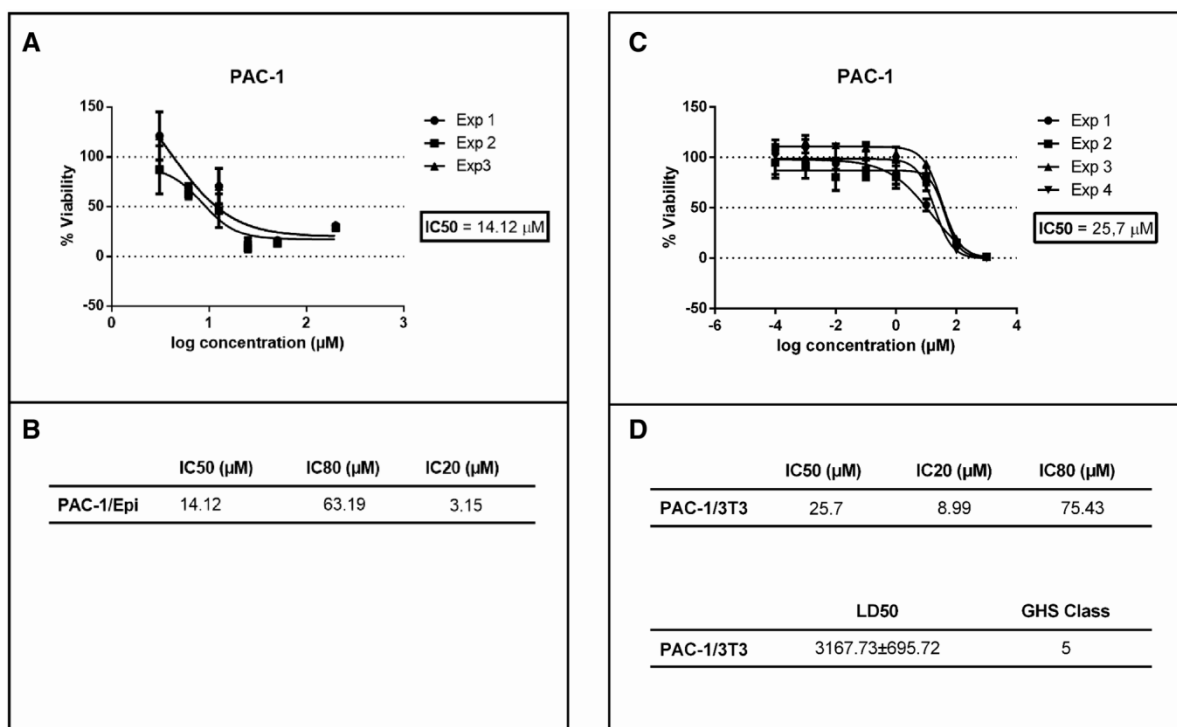 A
PAC-1
150
100
50
0
-50
% Viability
0 1 2 3
log concentration (µM)
Exp 1
Exp 2
Exp3
IC50 = 14.12 µM
C
PAC-1
150
100
50
0
-50
% Viability
-6 -4 -2 0 2 4
log concentration (µM)
Exp 1
Exp 2
Exp 3
Exp 4
IC50 = 25,7 µM
B
IC50 (µM) IC80 (µM) IC20 (µM)
PAC-1/Epi 14.12 63.19 3.15
D
IC50 (µM) IC20 (µM) IC80 (µM)
PAC-1/3T3 25.7 8.99 75.43
LD50 GHS Class
PAC-1/3T3 3167.73±695.72 5